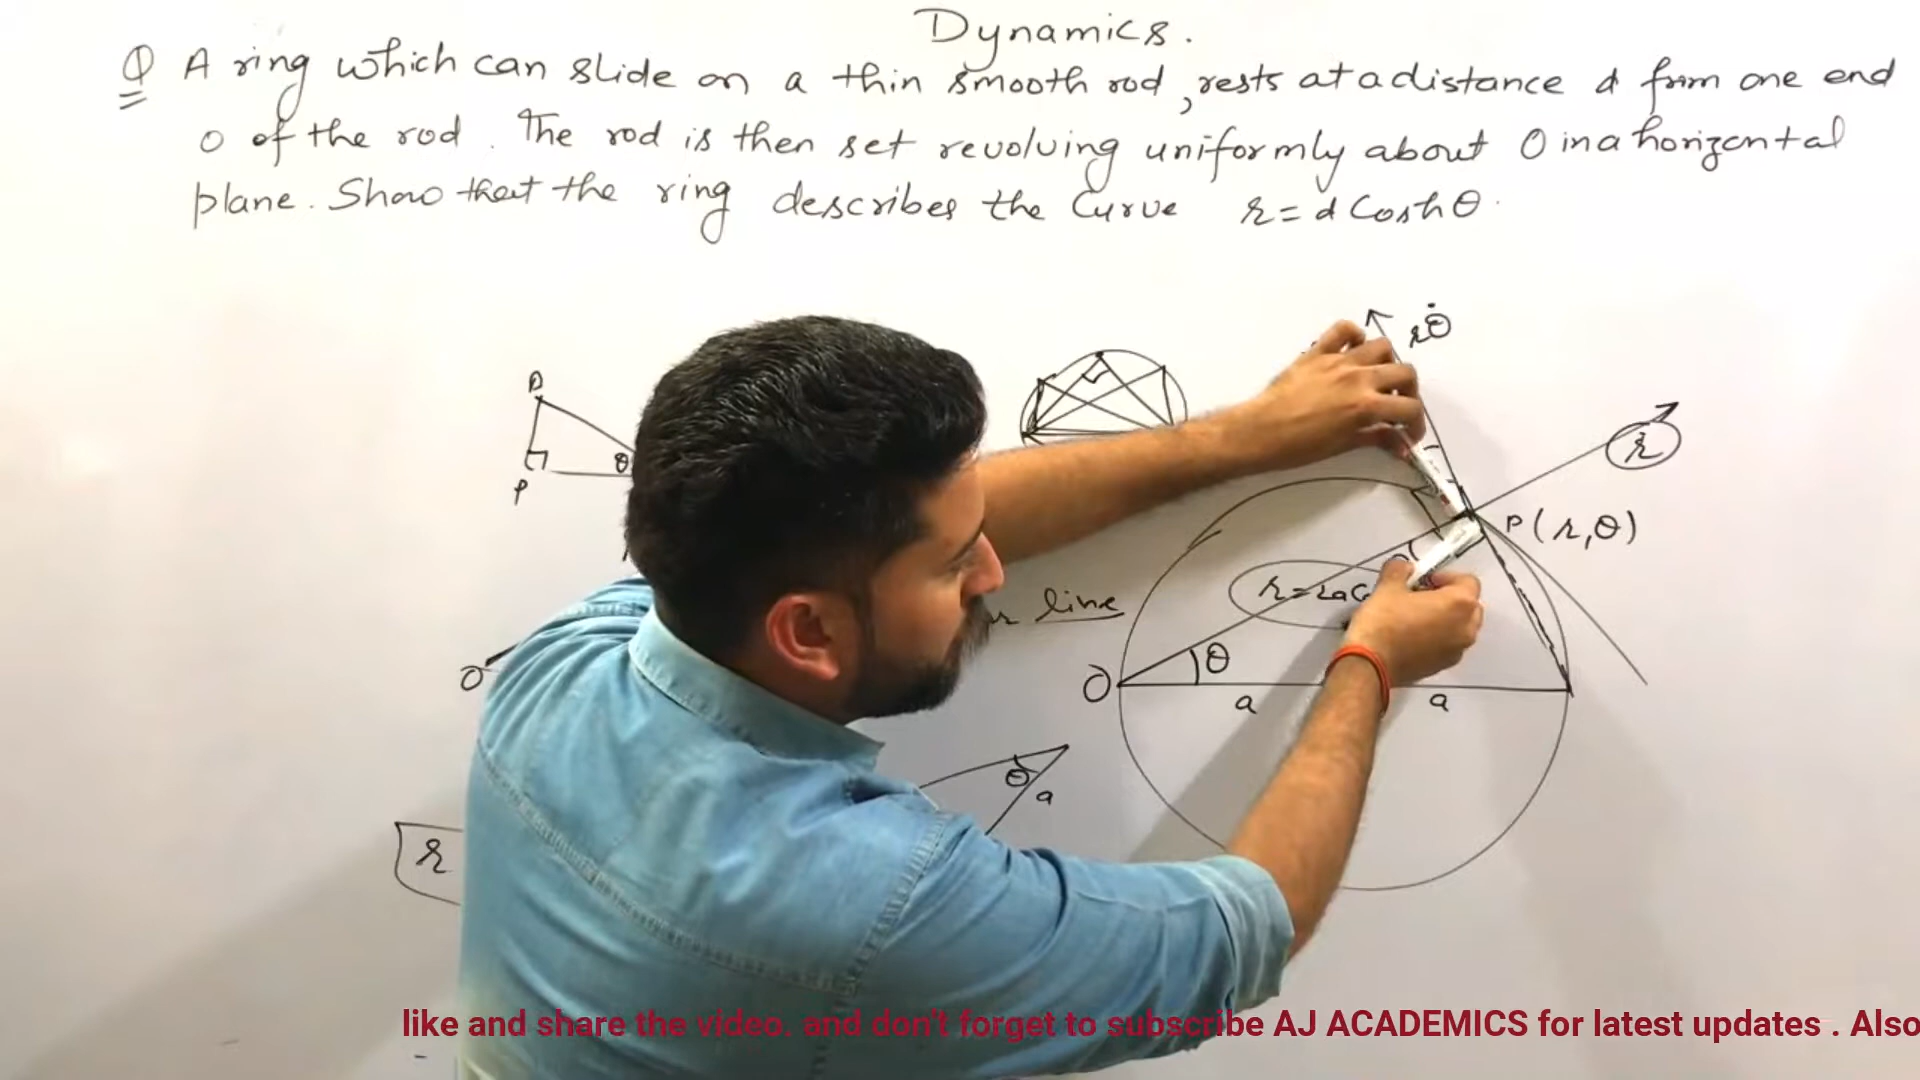 Dynamics.
Q A ring which can slide on a thin smooth rod, rests at a distance d from one end
O of the rod. The rod is then set revolving uniformly about O in a horizontal
plane. Show that the ring describes the Curve r = d Cosh θ.
rθ̇
A
θ
P
ṙ
P(r,θ)
r=2aC
line
O
O
θ
a
a
θ
a
r
like and share the video. and don't forget to subscribe AJ ACADEMICS for latest updates . Also